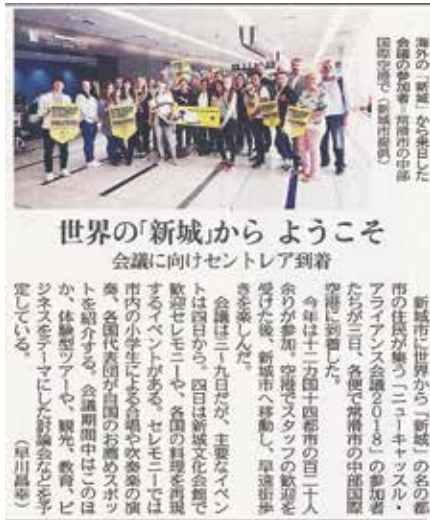 海外の「新城」から来日した
会議の参加者＝常滑市の中部
国際空港で（新城市提供）
世界の「新城」から ようこそ
会議に向けセントレア到着
新城市に世界から「新城」の名の都
市の住民が集う「ニューキャッスル・
アライアンス会議2018」の参加者
たちが三日、各便で常滑市の中部国際
空港に到着した。
今年は十二カ国十四都市の百二十人
余りが参加。空港でスタッフの歓迎を
受けた後、新城市へ移動し、早速街歩
きを楽しんだ。
会議は三～九日だが、主要なイベン
トは四日から。四日は新城文化会館で
歓迎セレモニーや、各国の料理を再現
するイベントがある。セレモニーでは
市内の小学生による合唱や吹奏楽の演
奏、各国代表団が自国のお薦めスポッ
トを紹介する。会議期間中はこのほ
か、体験型ツアーや、観光、教育、ビ
ジネスをテーマにした討論会などを予
定している。
（早川昌幸）